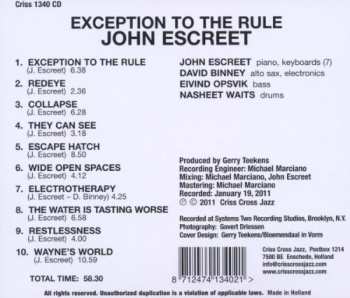 Criss 1340 CD
EXCEPTION TO THE RULE
JOHN ESCREET
1. EXCEPTION TO THE RULE
(J. Escreet) 6.38
2. REDEYE
(J. Escreet) 2.36
3. COLLAPSE
(J. Escreet) 6.28
4. THEY CAN SEE
(J. Escreet) 3.18
5. ESCAPE HATCH
(J. Escreet) 8.50
6. WIDE OPEN SPACES
(J. Escreet) 4.12
7. ELECTROTHERAPY
(J. Escreet – D. Binney) 4.25
8. THE WATER IS TASTING WORSE
(J. Escreet) 8.01
9. RESTLESSNESS
(J. Escreet) 4.00
10. WAYNE'S WORLD
(J. Escreet) 10.59
TOTAL TIME: 58.30
JOHN ESCREET piano, keyboards (7)
DAVID BINNEY alto sax, electronics
EIVIND OPSVIK bass
NASHEET WAITS drums
Produced by Gerry Teekens
Recording Engineer: Michael Marciano
Mixing: Michael Marciano, John Escreet
Mastering: Michael Marciano
Recorded: January 19, 2011
℗ © 2011 Criss Cross Jazz
Recorded at Systems Two Recording Studios, Brooklyn, N.Y.
Photography: Govert Driessen
Cover Design: Gerry Teekens/Bloemendaal in Vorm
Criss Cross Jazz, Postbox 1214
7500 BE Enschede, Holland
info@crisscrossjazz.com
www.crisscrossjazz.com
8 712474 134021 >
All rights reserved. Unauthorized duplication is a violation of applicable laws. Made in Holland